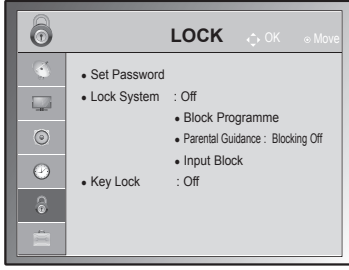 LOCK OK Move
• Set Password
• Lock System : Off
• Block Programme
• Parental Guidance : Blocking Off
• Input Block
• Key Lock : Off